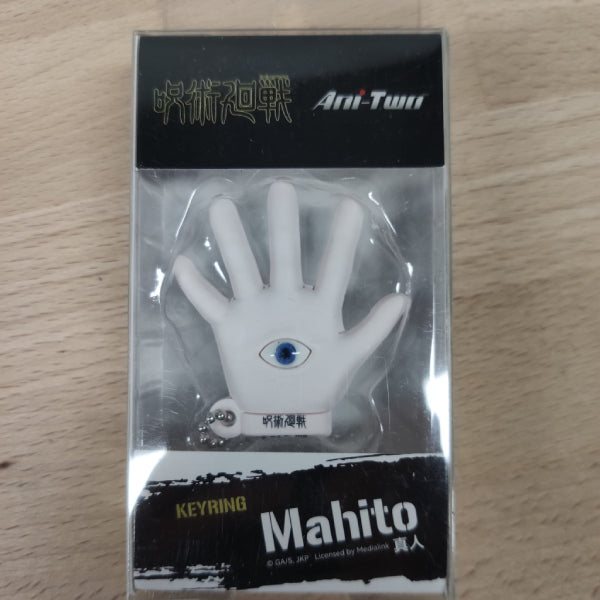 呪術廻戦 Ani-Twn
呪術廻戦
KEYRING
Mahito
真人
© GA/S, JKP Licensed by Medialink